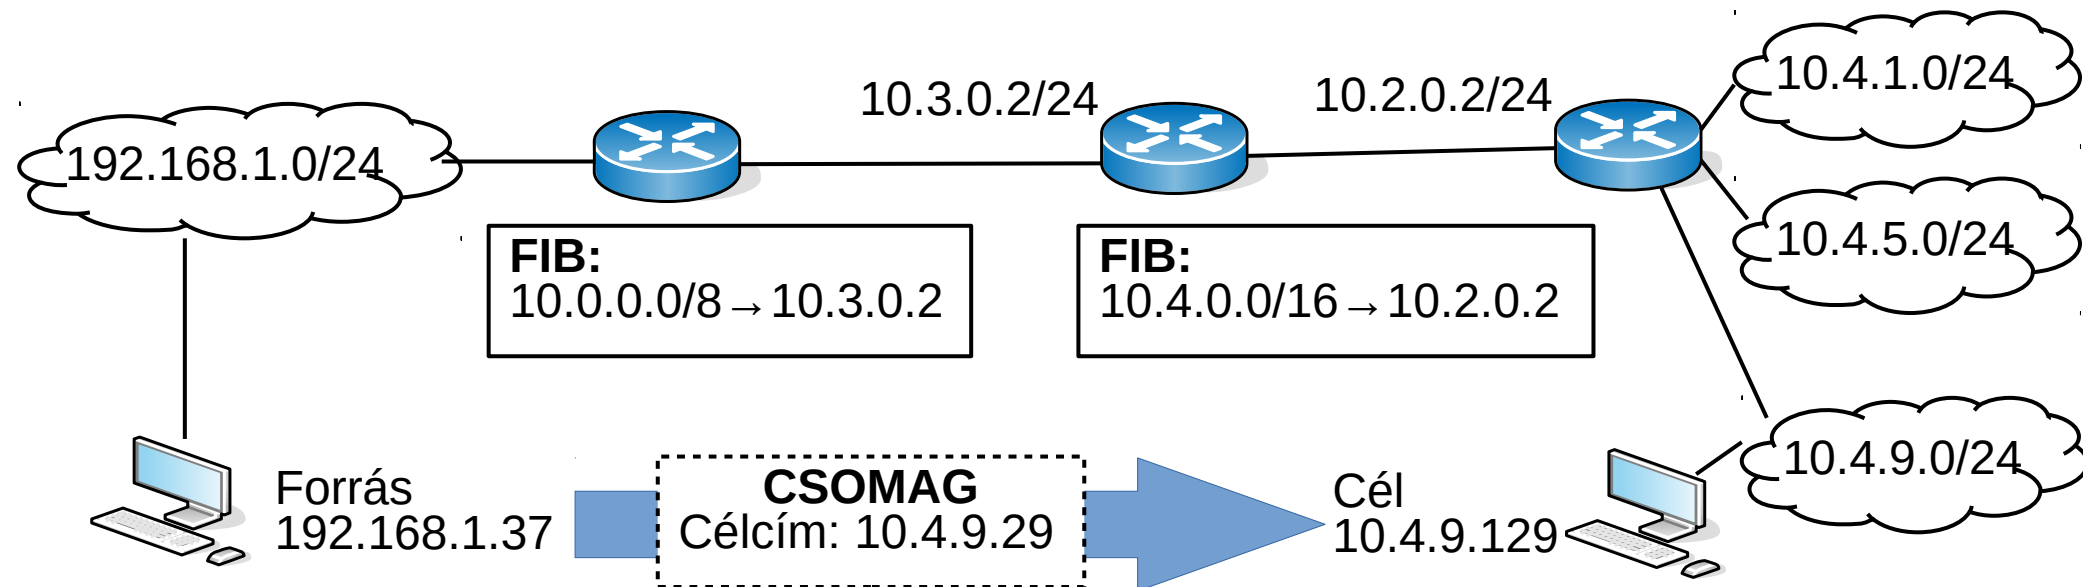 10.4.1.0/24
10.3.0.2/24
10.2.0.2/24
192.168.1.0/24
10.4.5.0/24
FIB:
10.0.0.0/8→10.3.0.2
FIB:
10.4.0.0/16→10.2.0.2
10.4.9.0/24
Forrás
192.168.1.37
CSOMAG
Célcím: 10.4.9.29
Cél
10.4.9.129